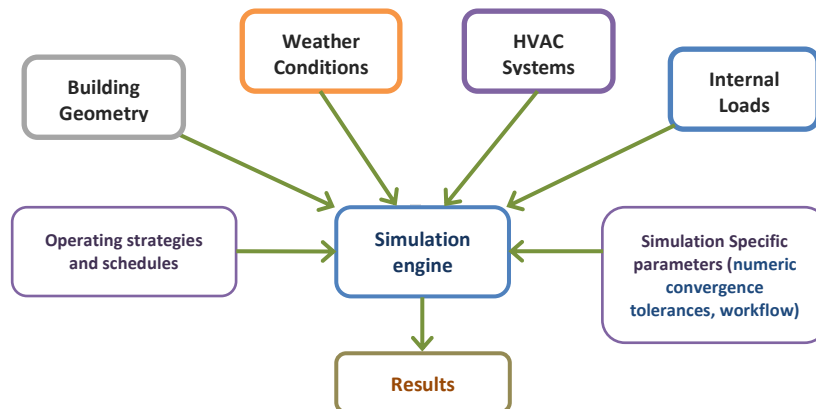 Weather
Conditions
HVAC
Systems
Building
Geometry
Internal
Loads
Operating strategies
and schedules
Simulation
engine
Simulation Specific
parameters (numeric
convergence
tolerances, workflow)
Results